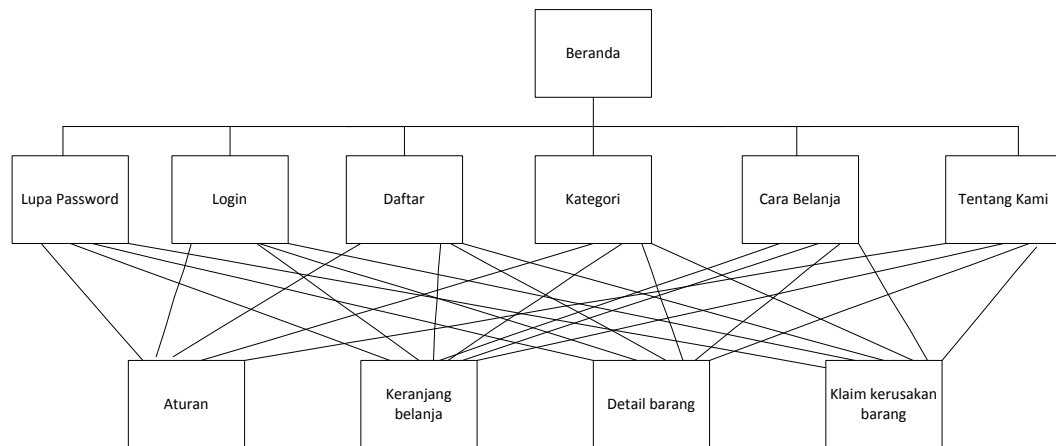 Beranda
Lupa Password
Login
Daftar
Kategori
Cara Belanja
Tentang Kami
Aturan
Keranjang
belanja
Detail barang
Klaim kerusakan
barang